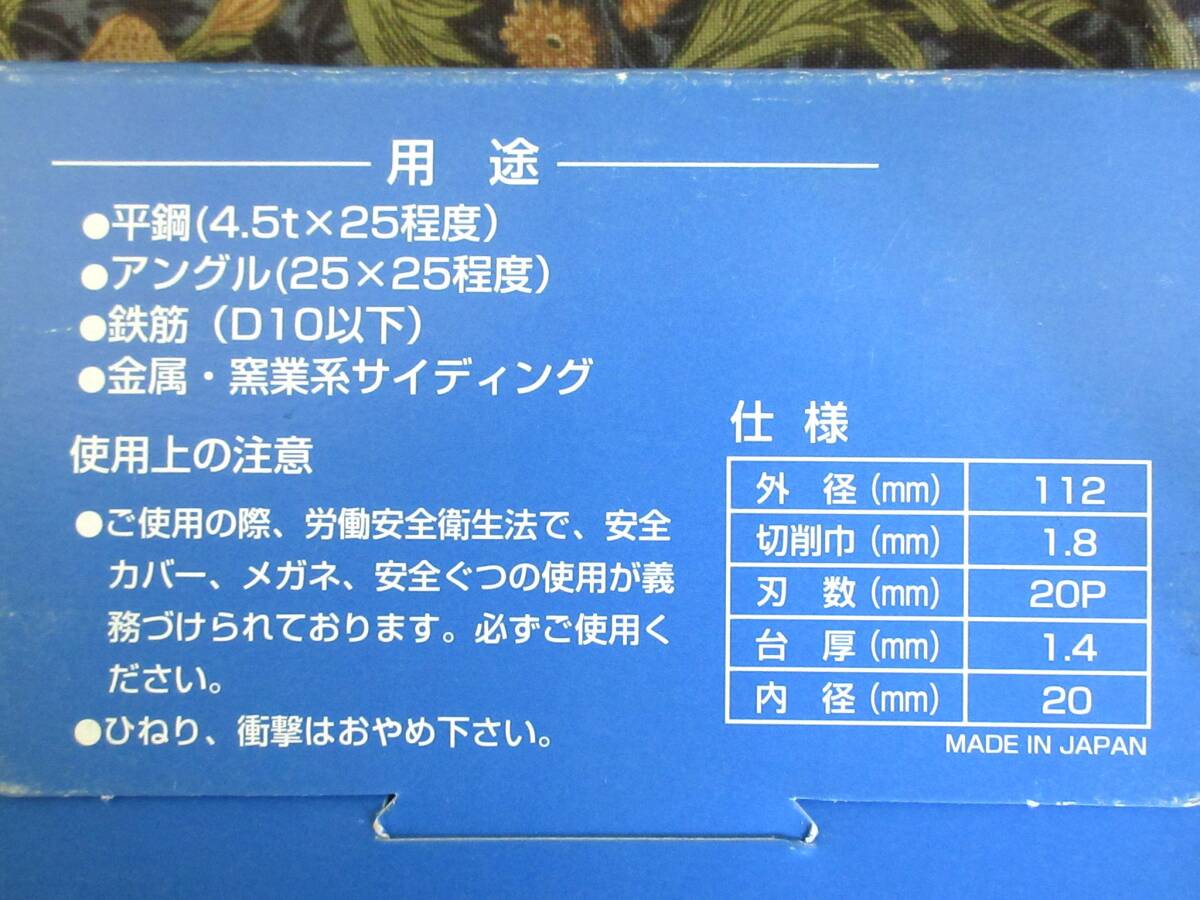 用 途
●平鋼(4.5t×25程度)
●アングル(25×25程度)
●鉄筋(D10以下)
●金属・窯業系サイディング
使用上の注意
●ご使用の際、労働安全衛生法で、安全
カバー、メガネ、安全ぐつの使用が義
務づけられております。必ずご使用く
ださい。
●ひねり、衝撃はおやめ下さい。
仕 様
外 径(mm) 112
切削巾(mm) 1.8
刃 数(mm) 20P
台 厚(mm) 1.4
内 径(mm) 20
MADE IN JAPAN